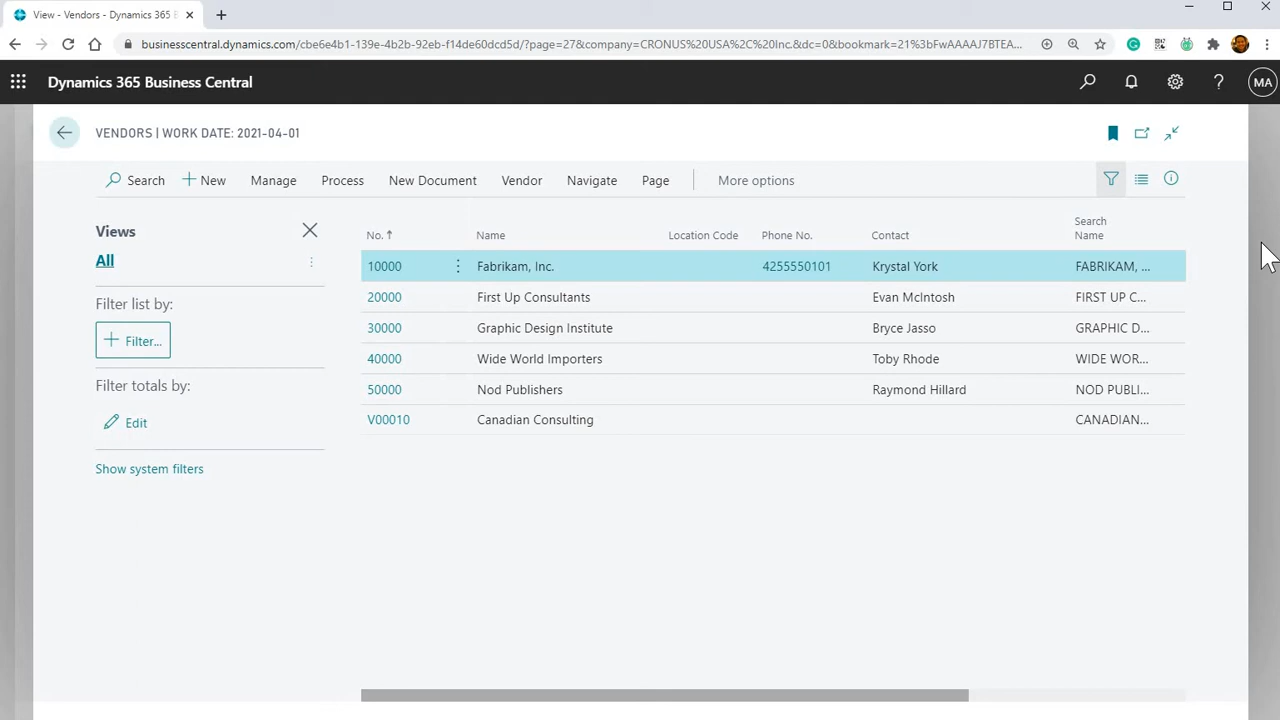 View - Vendors - Dynamics 365 B
businesscentral.dynamics.com/cbe6e4b1-139e-4b2b-92eb-f14de60dcd5d/?page=27&company=CRONUS%20USA%2C%20Inc.&dc=0&bookmark=21%3bFwAAAAJ7BTEA...
Dynamics 365 Business Central
MA
VENDORS | WORK DATE: 2021-04-01
Search New Manage Process New Document Vendor Navigate Page More options
Views
All
Filter list by:
Filter...
Filter totals by:
Edit
Show system filters
No. ↑ Name Location Code Phone No. Contact Search Name
10000 Fabrikam, Inc. 4255550101 Krystal York FABRIKAM, ...
20000 First Up Consultants Evan McIntosh FIRST UP C...
30000 Graphic Design Institute Bryce Jasso GRAPHIC D...
40000 Wide World Importers Toby Rhode WIDE WOR...
50000 Nod Publishers Raymond Hillard NOD PUBLI...
V00010 Canadian Consulting CANADIAN...